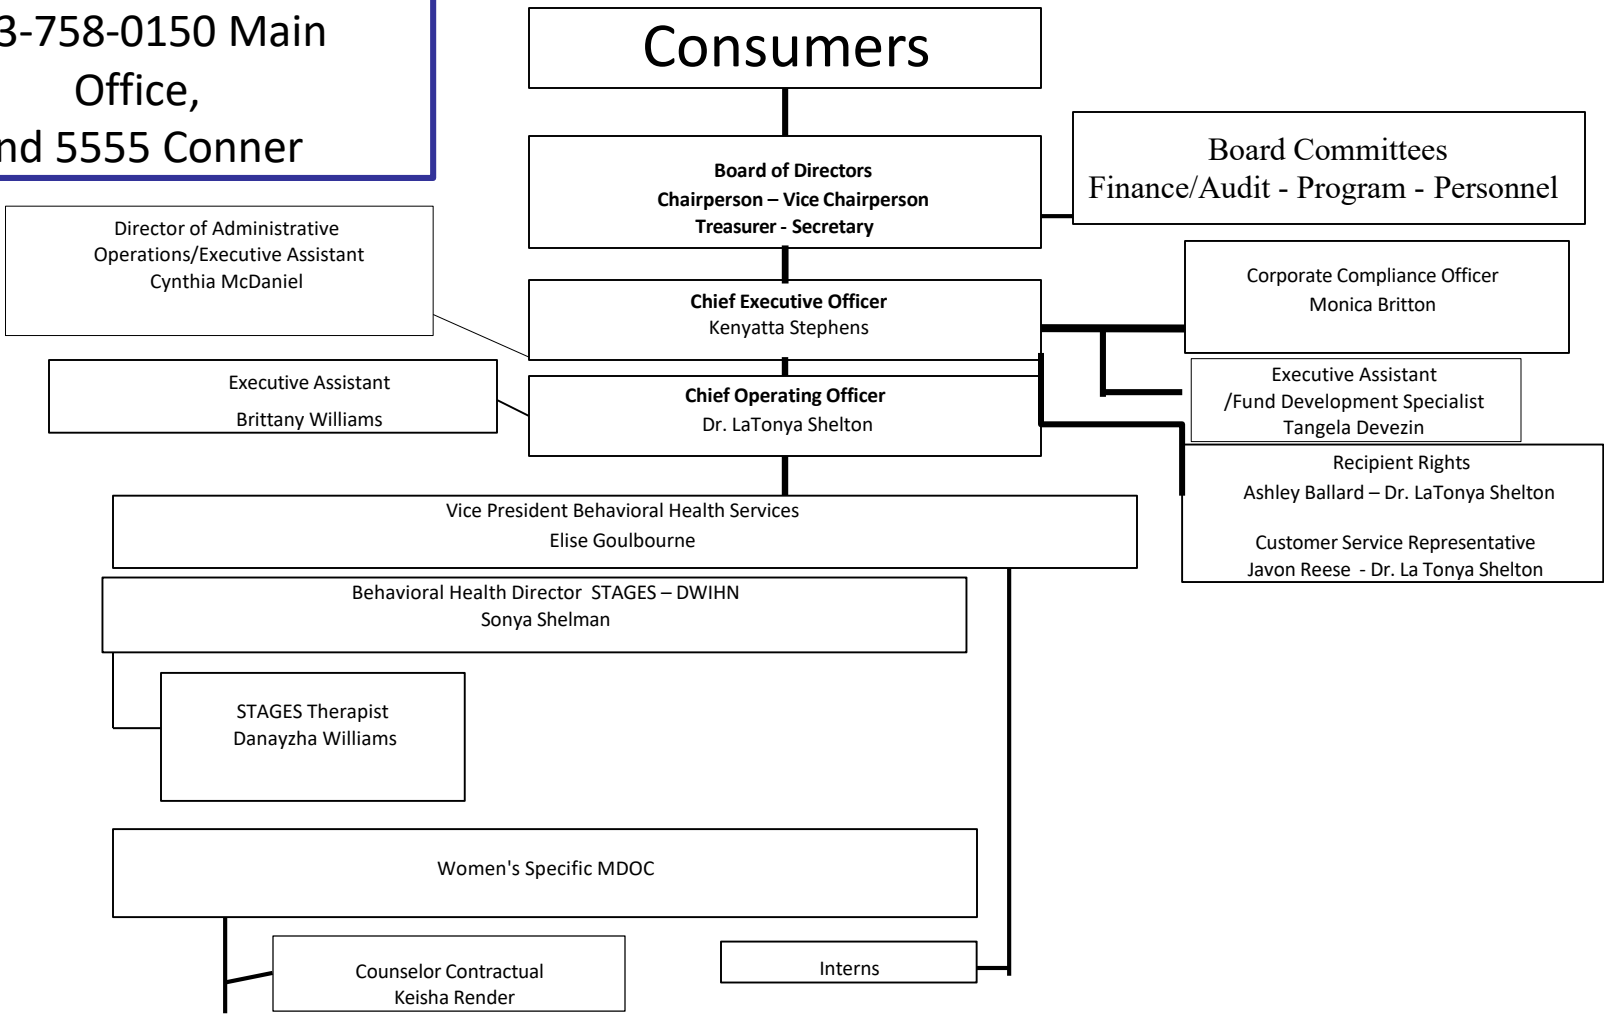 3-758-0150 Main
Office,
nd 5555 Conner
Consumers
Board of Directors
Chairperson – Vice Chairperson
Treasurer - Secretary
Board Committees
Finance/Audit - Program - Personnel
Director of Administrative
Operations/Executive Assistant
Cynthia McDaniel
Chief Executive Officer
Kenyatta Stephens
Corporate Compliance Officer
Monica Britton
Executive Assistant
Brittany Williams
Chief Operating Officer
Dr. LaTonya Shelton
Executive Assistant
/Fund Development Specialist
Tangela Devezin
Recipient Rights
Ashley Ballard – Dr. LaTonya Shelton
Customer Service Representative
Javon Reese - Dr. La Tonya Shelton
Vice President Behavioral Health Services
Elise Goulbourne
Behavioral Health Director STAGES – DWIHN
Sonya Shelman
STAGES Therapist
Danayzha Williams
Women's Specific MDOC
Counselor Contractual
Keisha Render
Interns